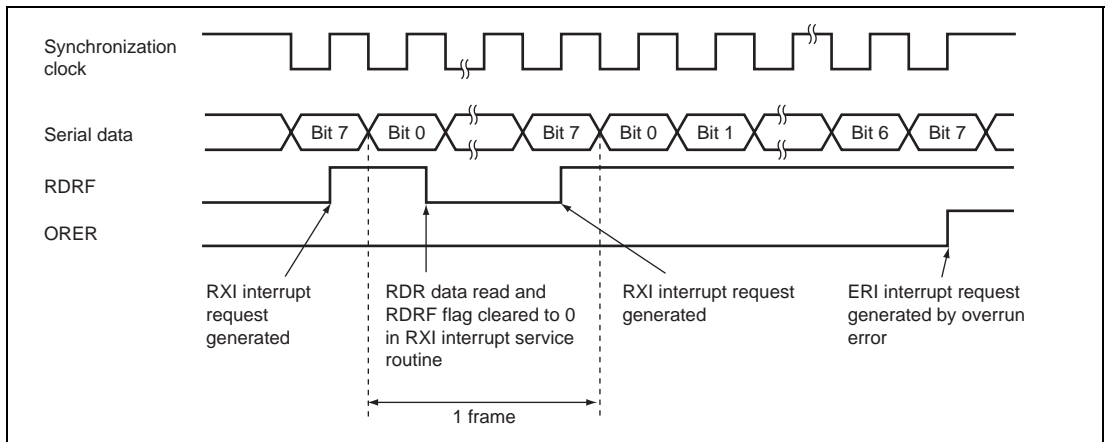 Synchronization
clock
Serial data
Bit 7
Bit 0
Bit 7
Bit 0
Bit 1
Bit 6
Bit 7
RDRF
ORER
RXI interrupt
request
generated
RDR data read and
RDRF flag cleared to 0
in RXI interrupt service
routine
RXI interrupt request
generated
ERI interrupt request
generated by overrun
error
1 frame